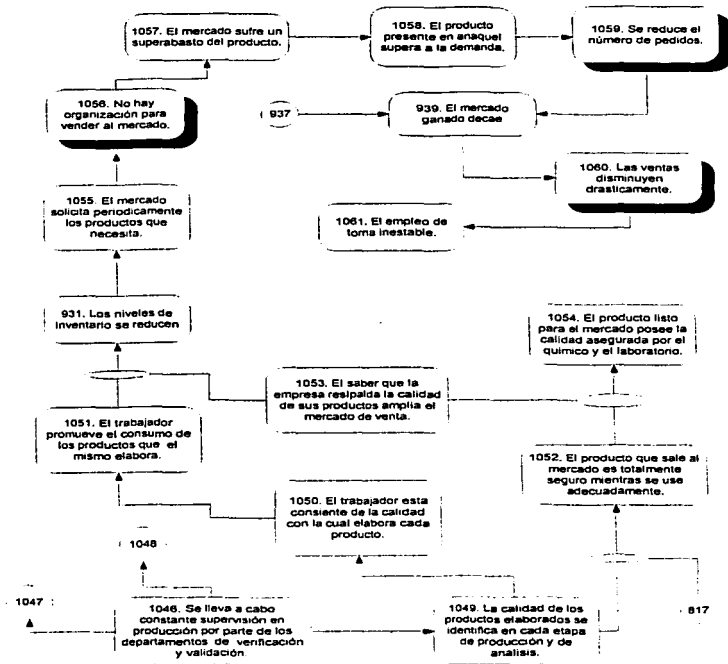 1057. El mercado sufre un
superabasto del producto.
1058. El producto
presente en anaquel
supera a la demanda.
1059. Se reduce el
número de pedidos.
1056. No hay
organización para
vender al mercado.
937
939. El mercado
ganado decae
1060. Las ventas
disminuyen
drasticamente.
1055. El mercado
solicita periodicamente
los productos que
necesita.
1061. El empleo de
torna inestable.
931. Los niveles de
inventario se reducen
1054. El producto listo
para el mercado posee la
calidad asegurada por el
quimico y el laboratorio.
1053. El saber que la
empresa reslpalda la calidad
de sus productos amplia el
mercado de venta.
1051. El trabajador
promueve el consumo de
los productos que el
mismo elabora.
1052. El producto que sale al
mercado es totalmente
seguro mientras se use
adecuadamente.
1050. El trabajador esta
consiente de la calidad
con la cual elabora cada
producto.
1048
1047
1046. Se lleva a cabo
constante supervisión en
producción por parte de los
departamentos de verificación
y validación.
1049. La calidad de los
productos elaborados se
identifica en cada etapa
de producción y de
analisis.
817